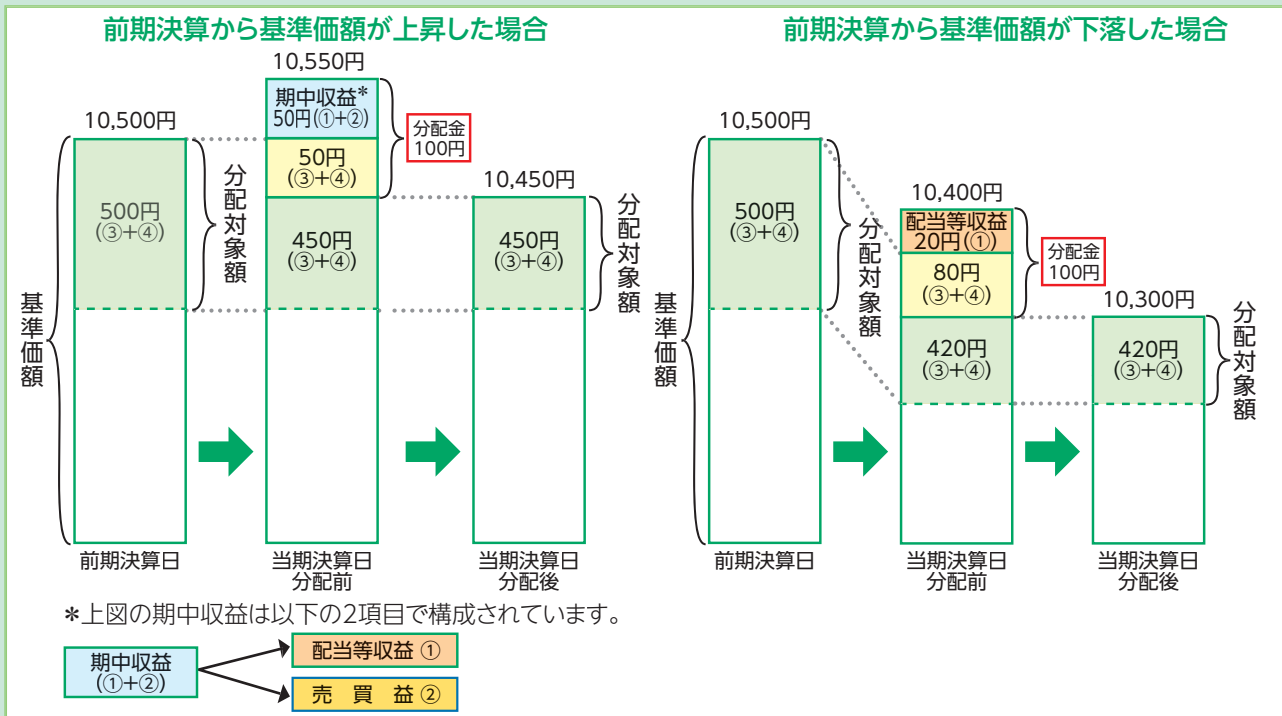 前期決算から基準価額が上昇した場合
10,500円
10,550円
期中収益*
50円(①+②)
分配金
100円
50円
(③+④)
500円
(③+④)
分配対象額
450円
(③+④)
10,450円
450円
(③+④)
分配対象額
基準価額
前期決算日
当期決算日
分配前
当期決算日
分配後
前期決算から基準価額が下落した場合
10,500円
500円
(③+④)
分配対象額
10,400円
配当等収益
20円(①)
分配金
100円
80円
(③+④)
420円
(③+④)
10,300円
420円
(③+④)
分配対象額
基準価額
前期決算日
当期決算日
分配前
当期決算日
分配後
*上図の期中収益は以下の2項目で構成されています。
期中収益
(①+②)
配当等収益 ①
売 買 益 ②